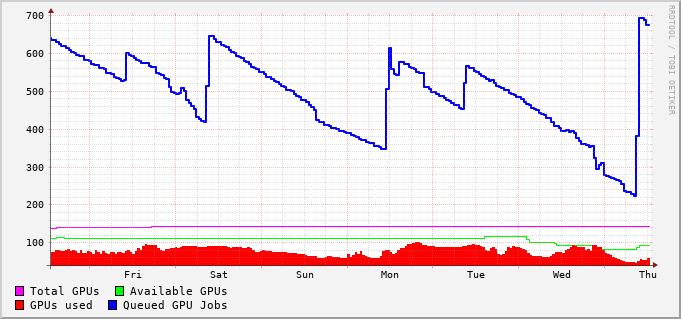 700
600
500
400
300
200
100
Fri Sat Sun Mon Tue Wed Thu
Total GPUs Available GPUs
GPUs used Queued GPU Jobs
RRDTOOL / TOBI OETIKER